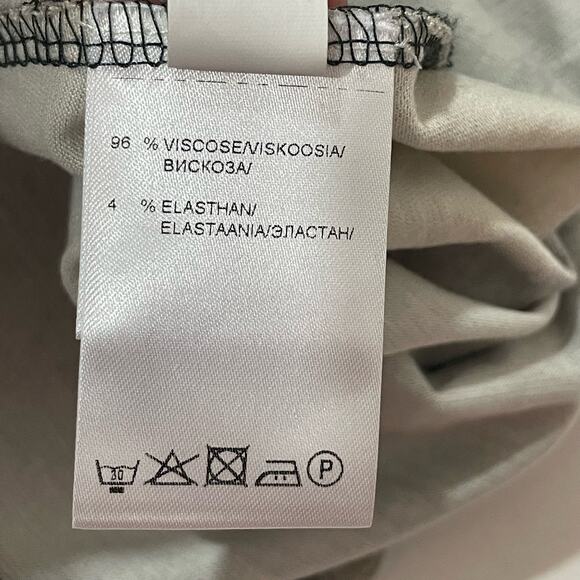 96 % VISCOSE/VISKOOSIA/
ВИСКОЗА/
4 % ELASTHAN/
ELASTAANIA/ЭЛАСТАН/
30
P